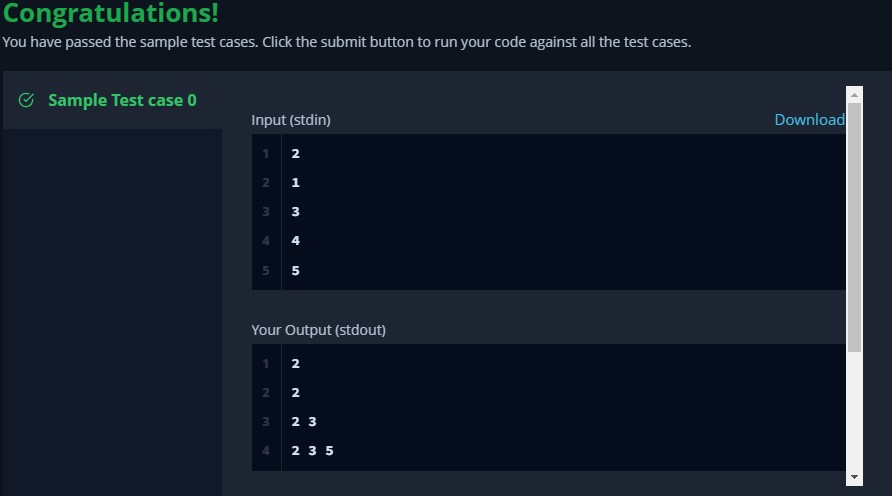 Congratulations!
You have passed the sample test cases. Click the submit button to run your code against all the test cases.
Sample Test case 0
Input (stdin)
Download
1 2
2 1
3 3
4 4
5 5
Your Output (stdout)
1 2
2 2
3 2 3
4 2 3 5